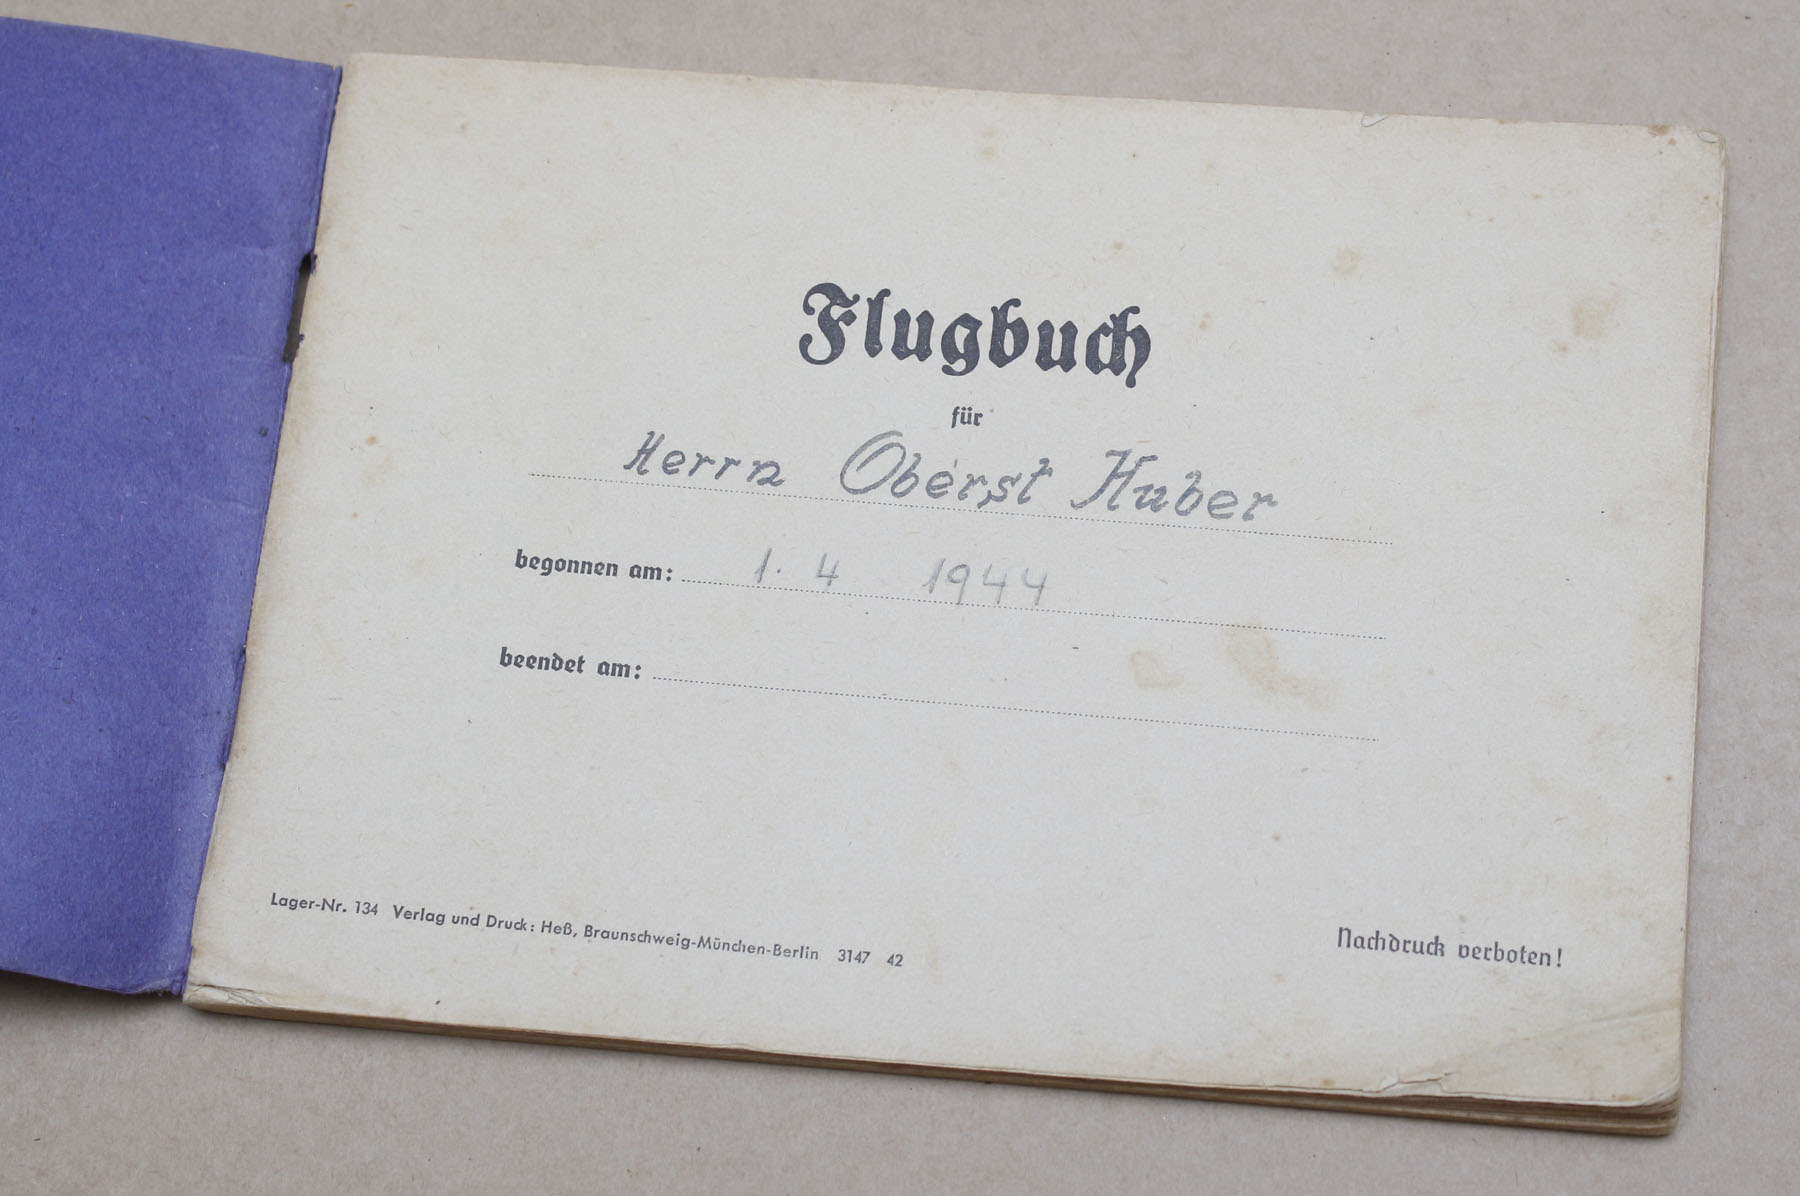 Flugbuch
für
Herrn Oberst Huber
begonnen am: 1. 4 1944
beendet am:
Lager-Nr. 134 Verlag und Druck: Heß, Braunschweig-München-Berlin 3147 42
Nachdruck verboten!